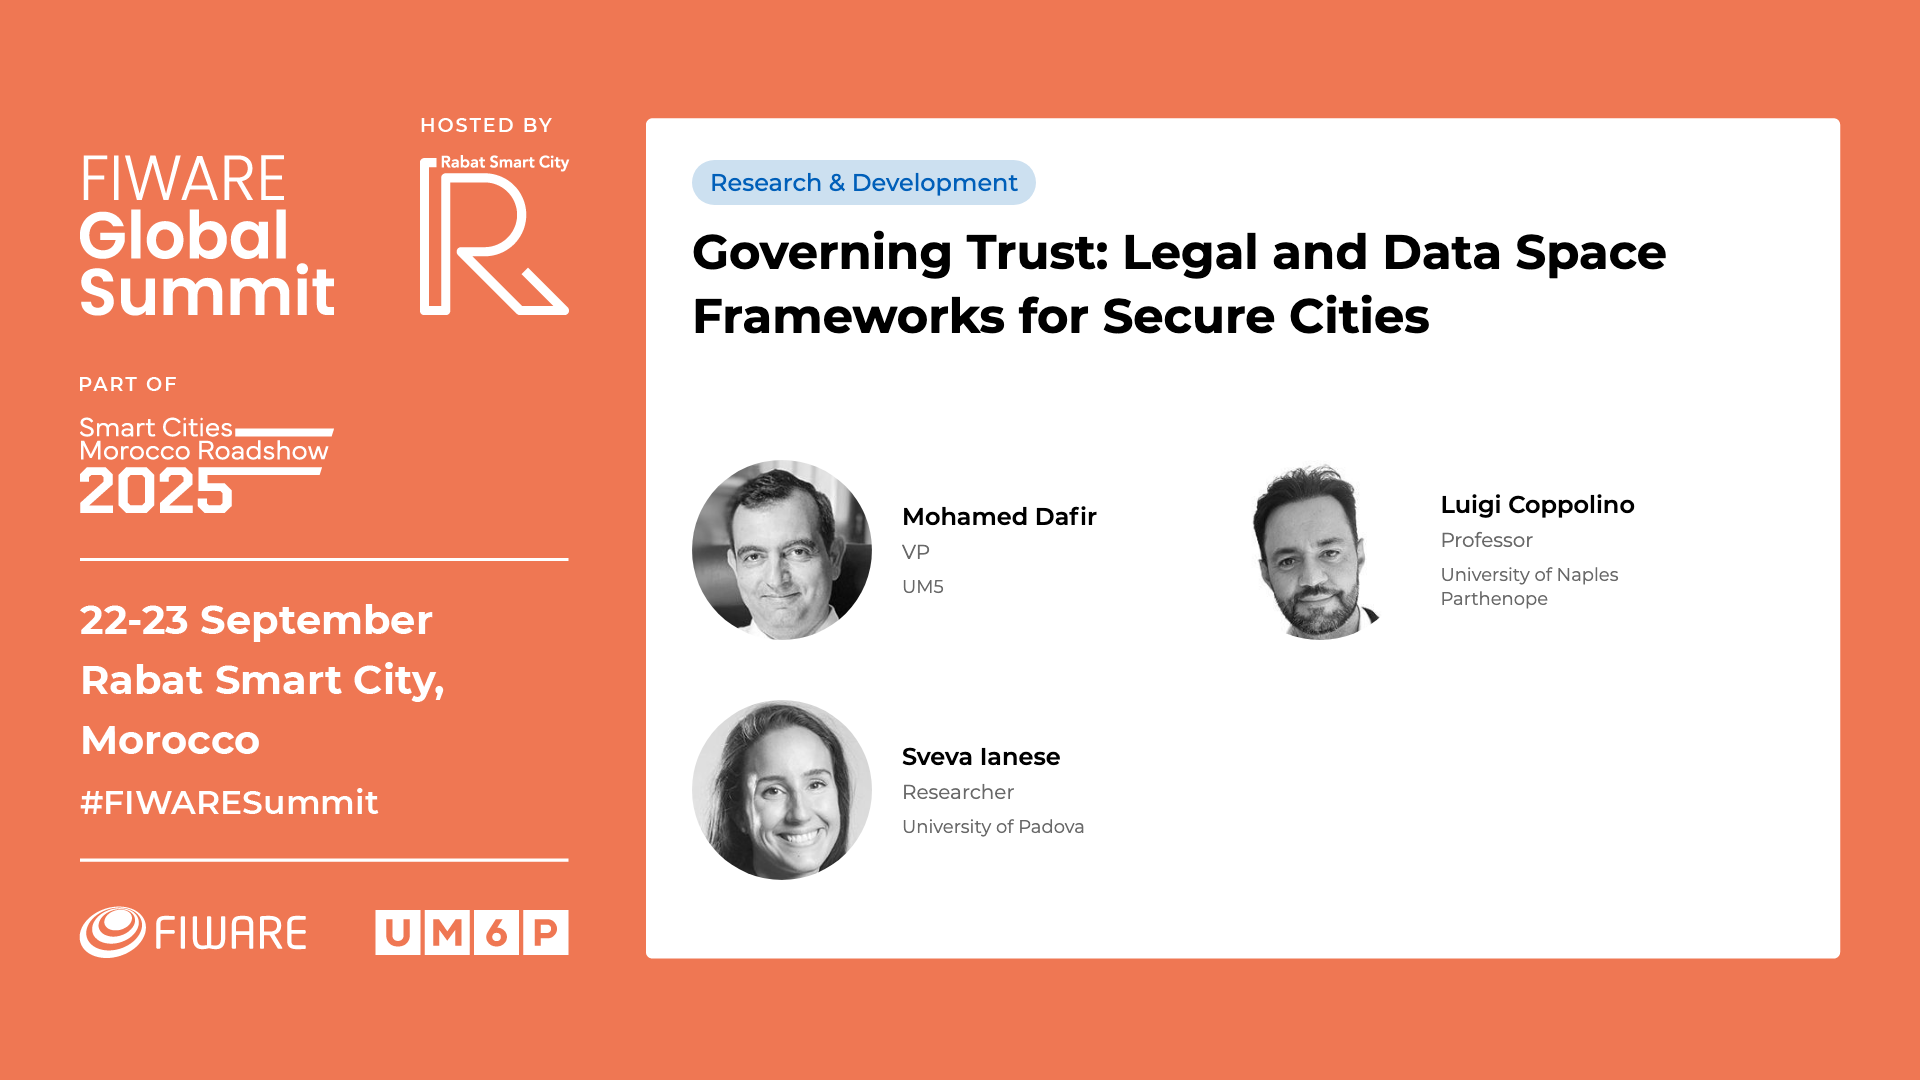 FIWARE
Global
Summit
HOSTED BY
Rabat Smart City
R
PART OF
Smart Cities
Morocco Roadshow
2025
22-23 September
Rabat Smart City,
Morocco
#FIWARESummit
FIWARE
UM6P
Research & Development
Governing Trust: Legal and Data Space
Frameworks for Secure Cities
Mohamed Dafir
VP
UM5
Luigi Coppolino
Professor
University of Naples
Parthenope
Sveva Ianese
Researcher
University of Padova